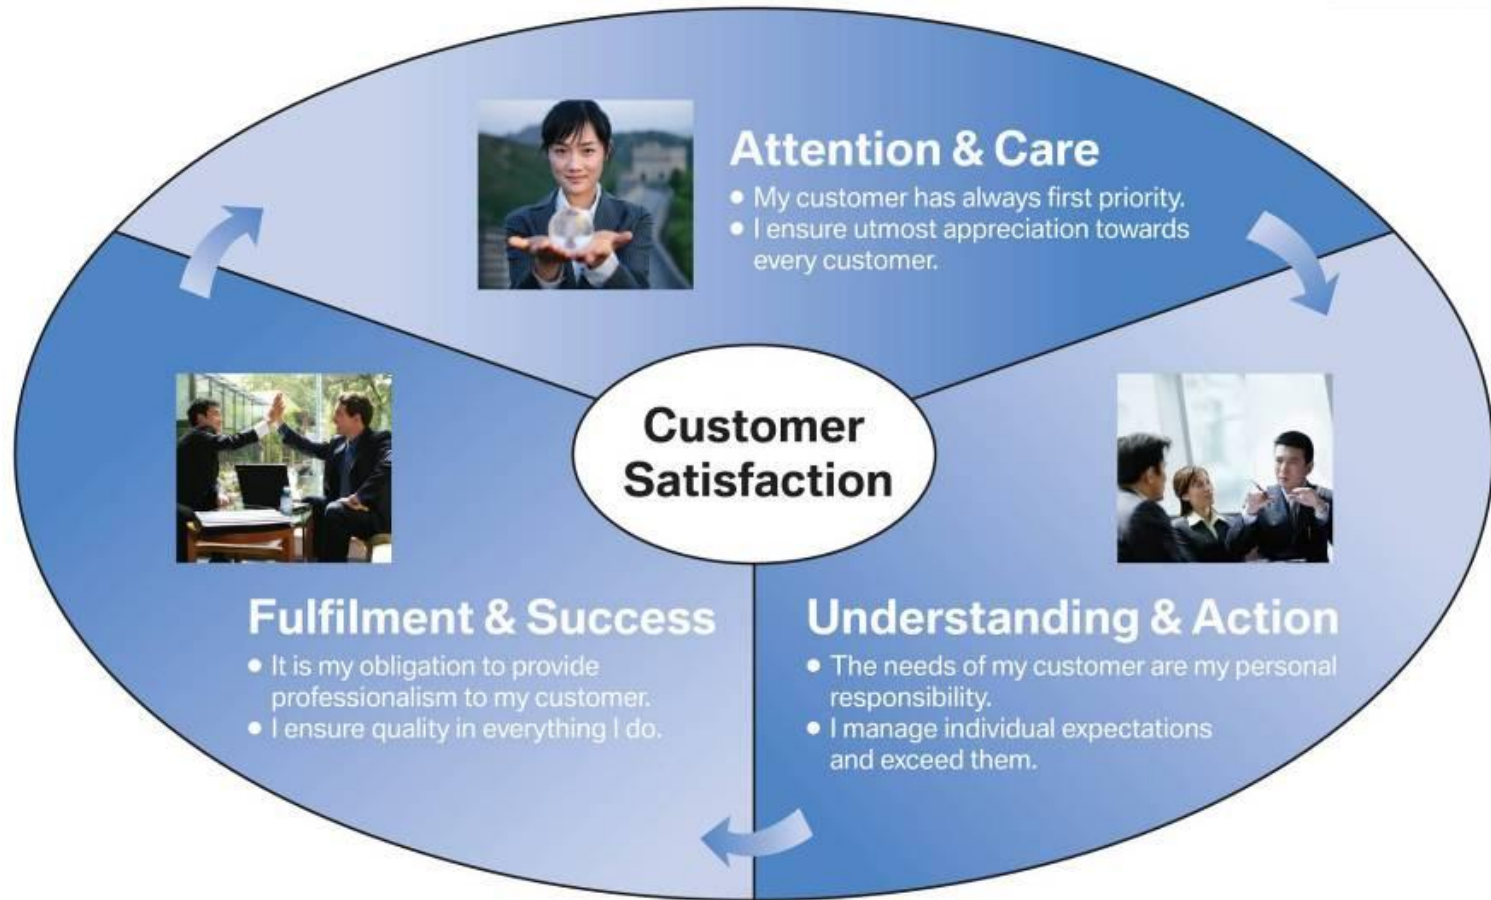 Attention & Care
● My customer has always first priority.
● I ensure utmost appreciation towards
every customer.
Customer
Satisfaction
Understanding & Action
● The needs of my customer are my personal
responsibility.
● I manage individual expectations
and exceed them.
Fulfilment & Success
● It is my obligation to provide
professionalism to my customer.
● I ensure quality in everything I do.